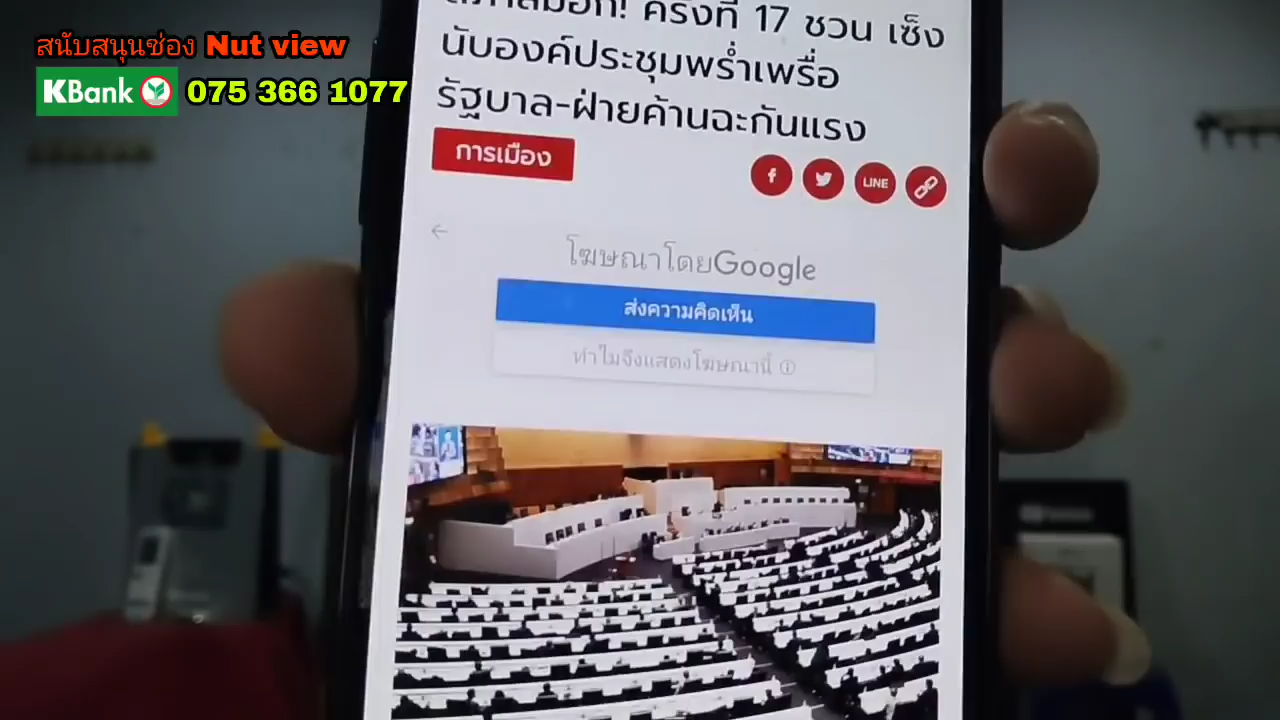 สนับสนุนช่อง Nut view
KBank 075 366 1077
ครั้งที่ 17 ชวน เซ็ง
นับองค์ประชุมพร่ำเพรื่อ
รัฐบาล-ฝ่ายค้านฉะกันแรง
การเมือง
LINE
โฆษณาโดยGoogle
ส่งความคิดเห็น
ทำไมจึงแสดงโฆษณานี้